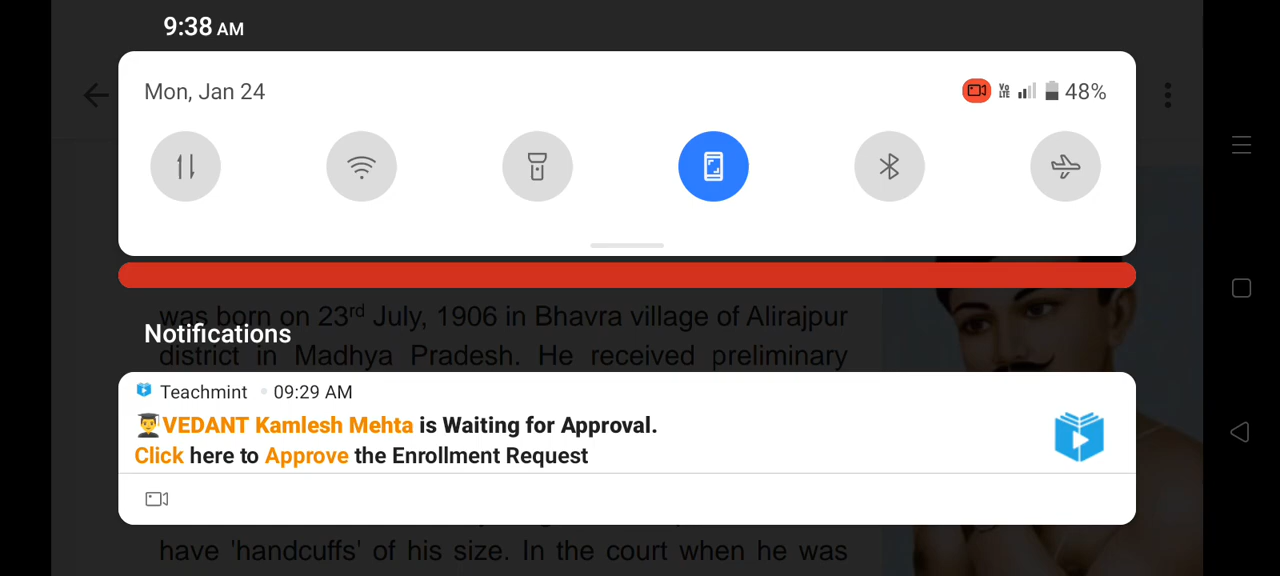 9:38 AM
Mon, Jan 24
Vo LTE 48%
was born on 23rd July, 1906 in Bhavra village of Alirajpur
Notifications
district in Madhya Pradesh. He received preliminary
Teachmint • 09:29 AM
👨‍🎓VEDANT Kamlesh Mehta is Waiting for Approval.
Click here to Approve the Enrollment Request
have 'handcuffs' of his size. In the court when he was